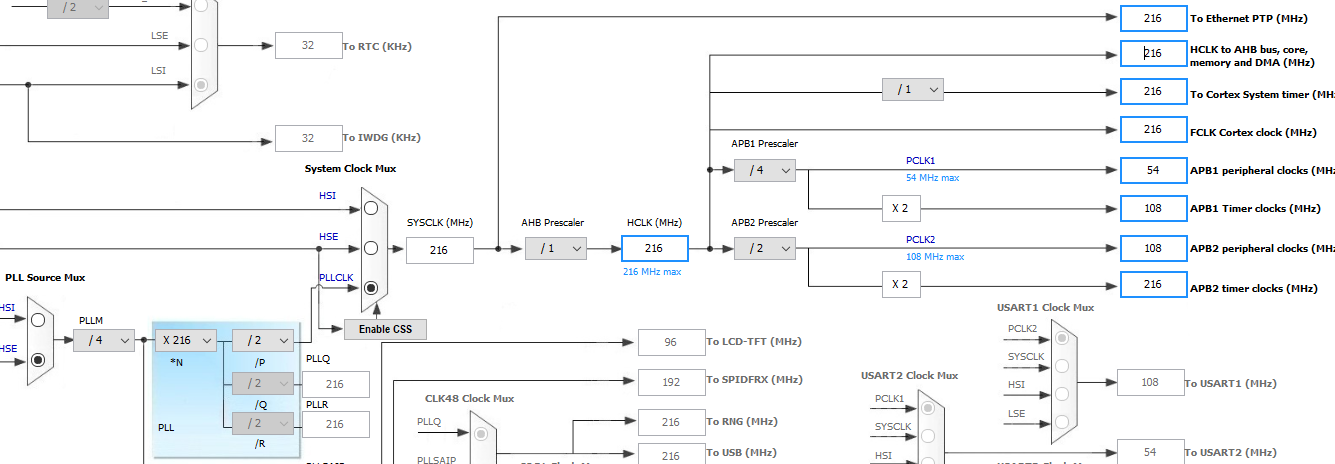 / 2
LSE
32
To RTC (KHz)
LSI
32
To IWDG (KHz)
216
To Ethernet PTP (MHz)
216
HCLK to AHB bus, core,
memory and DMA (MHz)
/ 1
216
To Cortex System timer (MH
216
FCLK Cortex clock (MHz)
APB1 Prescaler
/ 4
PCLK1
54 MHz max
54
APB1 peripheral clocks (MH
X 2
108
APB1 Timer clocks (MHz)
System Clock Mux
HSI
HSE
PLLCLK
SYSCLK (MHz)
216
AHB Prescaler
/ 1
HCLK (MHz)
216
216 MHz max
APB2 Prescaler
/ 2
PCLK2
108 MHz max
108
APB2 peripheral clocks (MH
X 2
216
APB2 timer clocks (MHz)
Enable CSS
PLL Source Mux
HSI
HSE
PLLM
/ 4
X 216
*N
/ 2
/P
PLLQ
/ 2
216
/Q
PLLR
/ 2
216
/R
PLL
96
To LCD-TFT (MHz)
192
To SPIDFRX (MHz)
CLK48 Clock Mux
PLLQ
PLLSAIP
216
To RNG (MHz)
216
To USB (MHz)
USART1 Clock Mux
PCLK2
SYSCLK
HSI
LSE
108
To USART1 (MHz)
USART2 Clock Mux
PCLK1
SYSCLK
HSI
54
To USART2 (MHz)